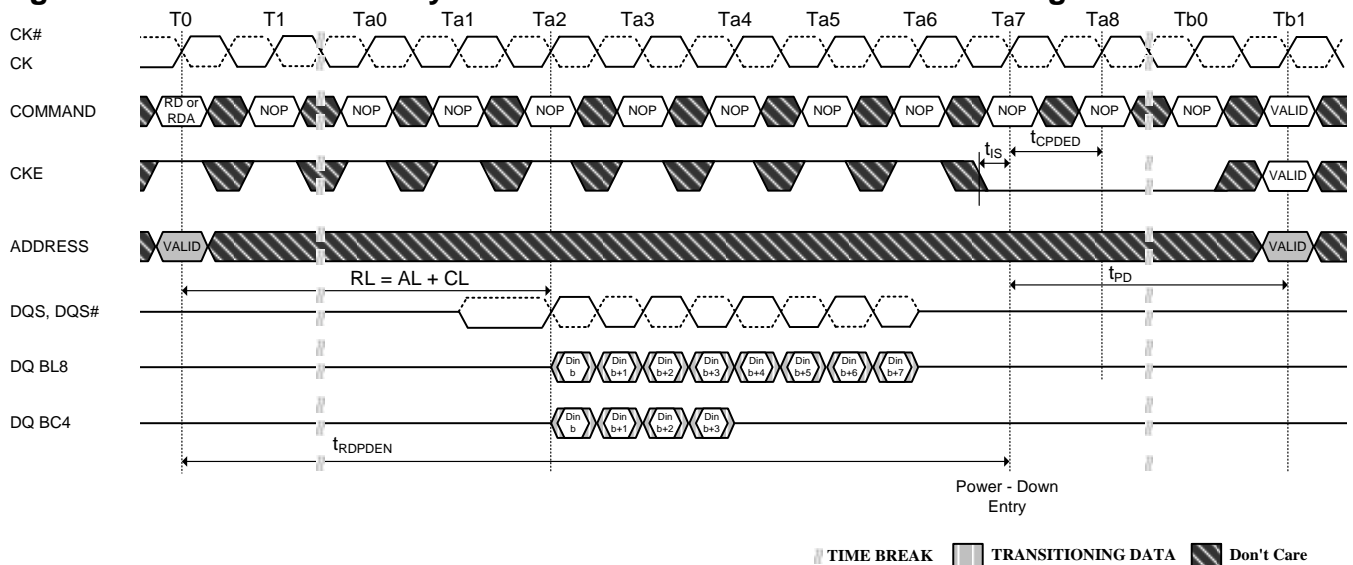 T0 T1 Ta0 Ta1 Ta2 Ta3 Ta4 Ta5 Ta6 Ta7 Ta8 Tb0 Tb1
CK#
CK
COMMAND RD or RDA NOP NOP NOP NOP NOP NOP NOP NOP NOP NOP NOP VALID
tIS tCPDED
CKE VALID
ADDRESS VALID VALID
RL = AL + CL tPD
DQS, DQS#
DQ BL8 Din b Din b+1 Din b+2 Din b+3 Din b+4 Din b+5 Din b+6 Din b+7
DQ BC4 Din b Din b+1 Din b+2 Din b+3
tRDPDEN
Power - Down
Entry
TIME BREAK TRANSITIONING DATA Don't Care